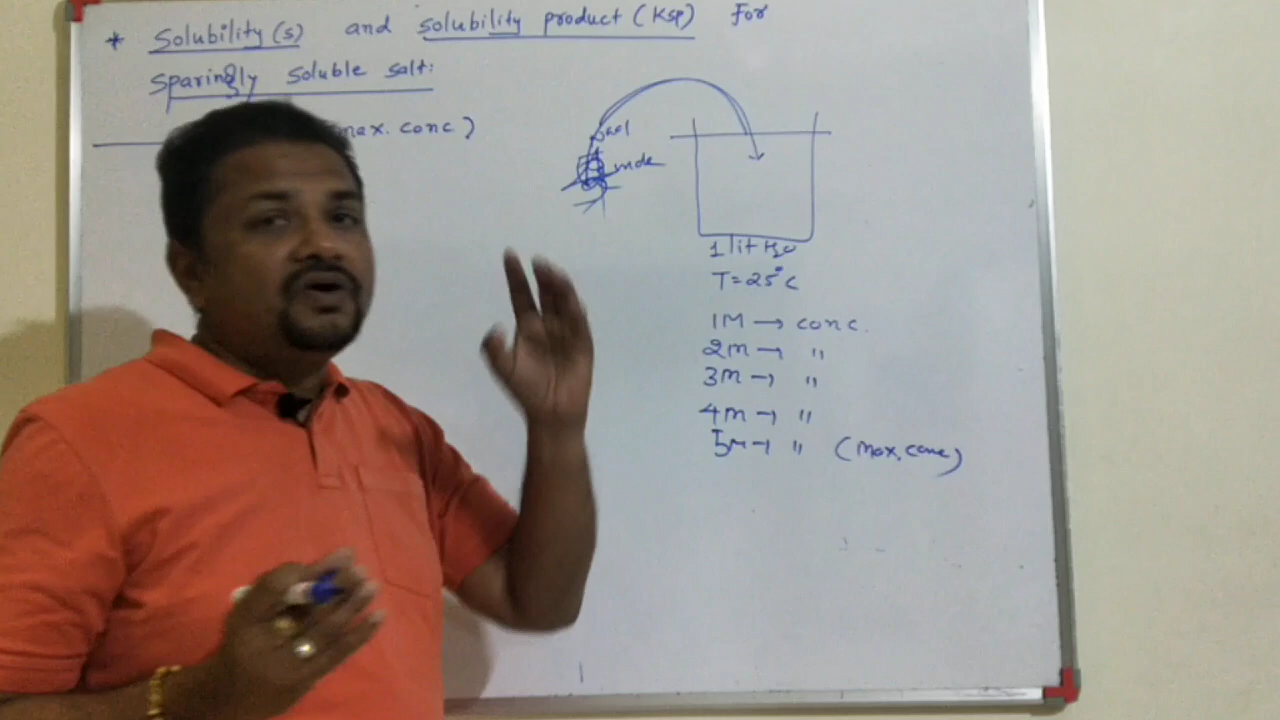 * Solubility (s) and solubility product (Ksp) For
Sparingly soluble salt:
max. conc.)
mole
1 lit H2O
T=25°C
1M → conc.
2M → "
3M → "
4M → "
5M → " (Max. conc)